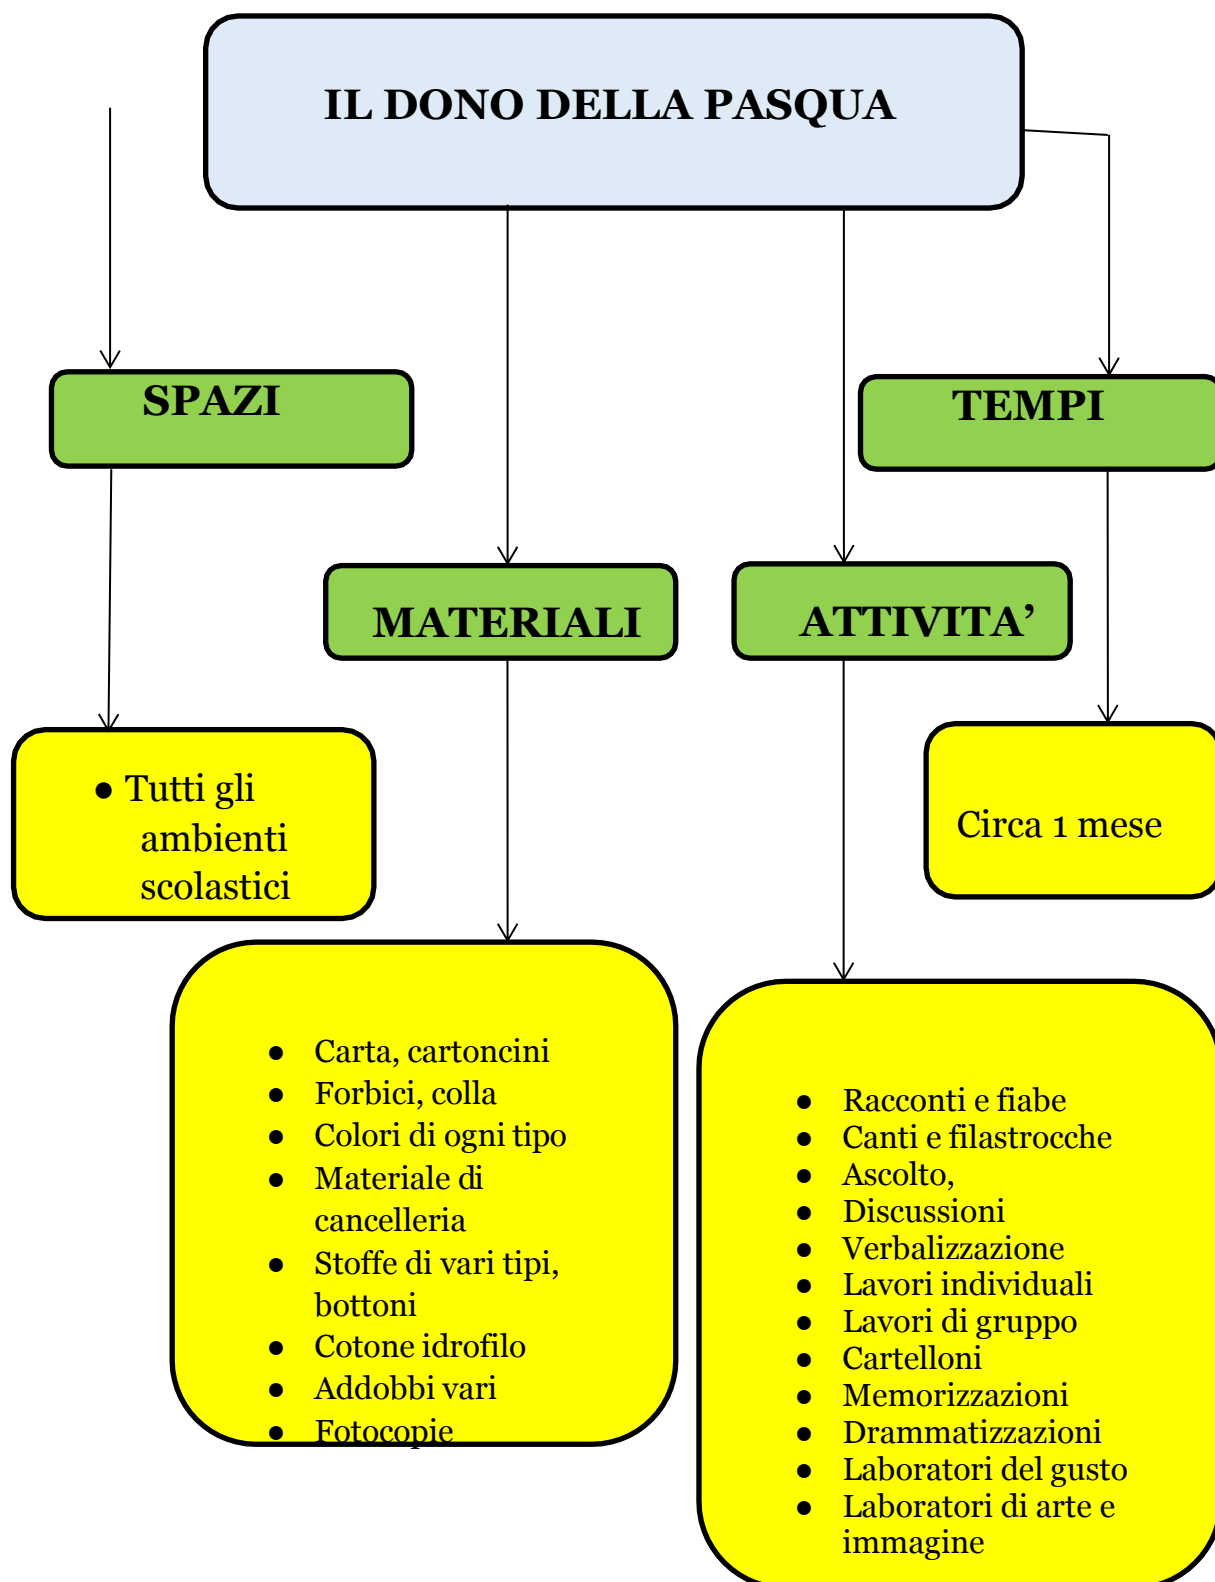 IL DONO DELLA PASQUA
SPAZI
TEMPI
MATERIALI
ATTIVITA’
● Tutti gli
ambienti
scolastici
Circa 1 mese
● Carta, cartoncini
● Forbici, colla
● Colori di ogni tipo
● Materiale di
cancelleria
● Stoffe di vari tipi,
bottoni
● Cotone idrofilo
● Addobbi vari
● Fotocopie
● Racconti e fiabe
● Canti e filastrocche
● Ascolto,
● Discussioni
● Verbalizzazione
● Lavori individuali
● Lavori di gruppo
● Cartelloni
● Memorizzazioni
● Drammatizzazioni
● Laboratori del gusto
● Laboratori di arte e
immagine